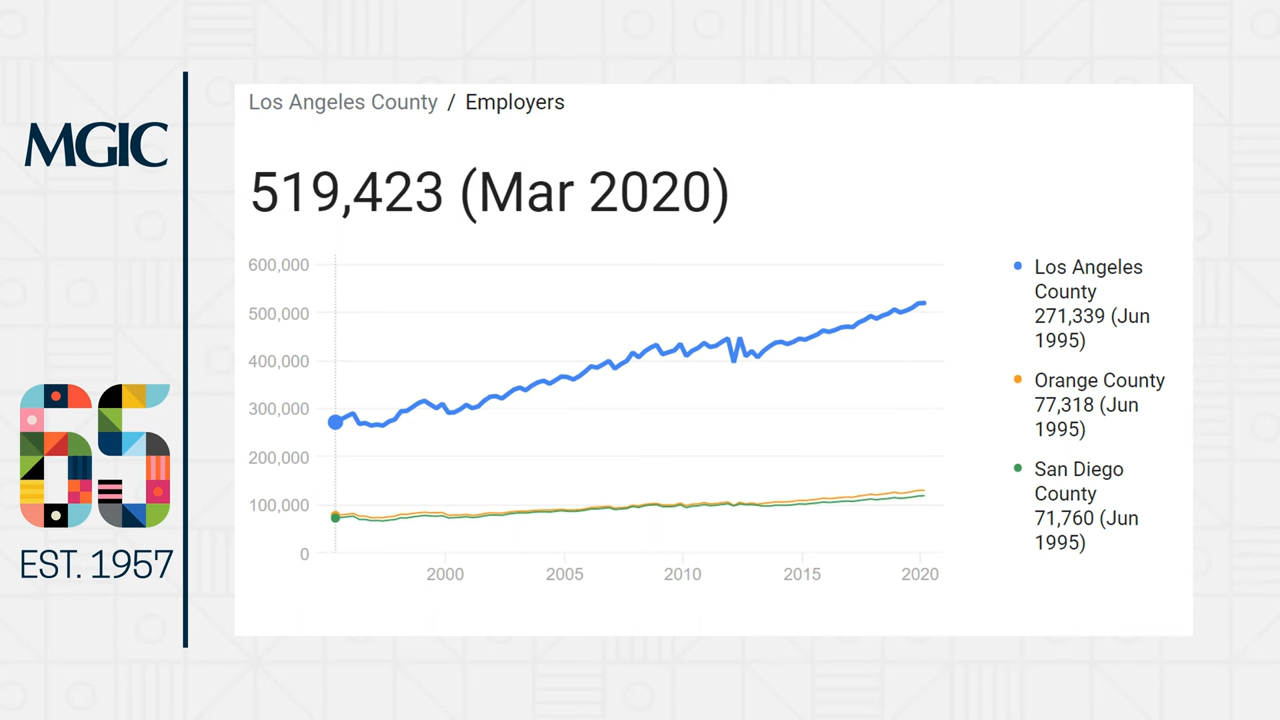 MGIC
65
EST. 1957
Los Angeles County / Employers
519,423 (Mar 2020)
600,000
500,000
400,000
300,000
200,000
100,000
0
2000 2005 2010 2015 2020
Los Angeles
County
271,339 (Jun
1995)
Orange County
77,318 (Jun
1995)
San Diego
County
71,760 (Jun
1995)